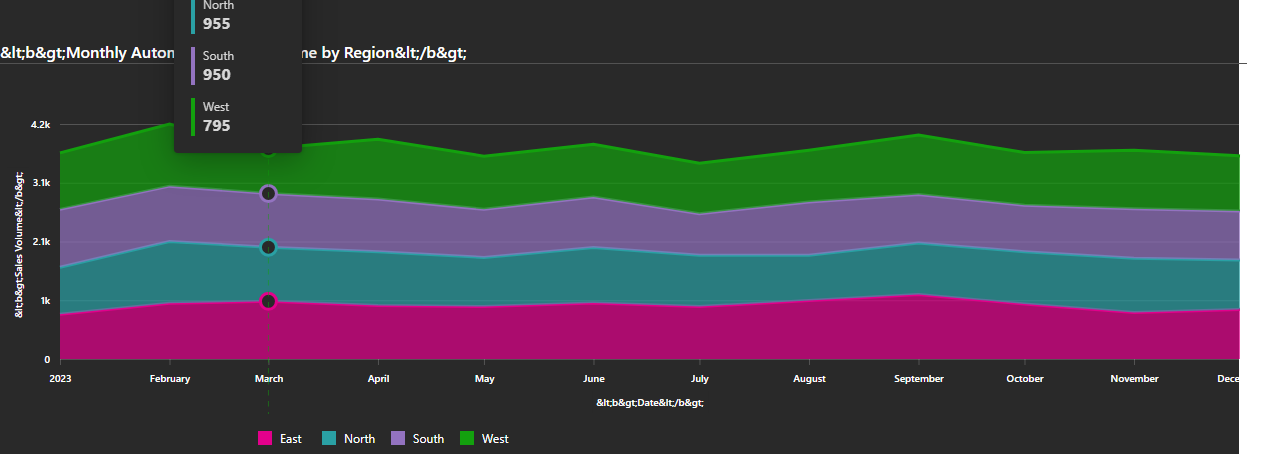 North
955
&lt;b&gt;Monthly Autom me by Region&lt;/b&gt;
South
950
West
795
4.2k
3.1k
2.1k
1k
0
&lt;b&gt;Sales Volume&lt;/b&gt;
2023 February March April May June July August September October November Dece
&lt;b&gt;Date&lt;/b&gt;
East North South West